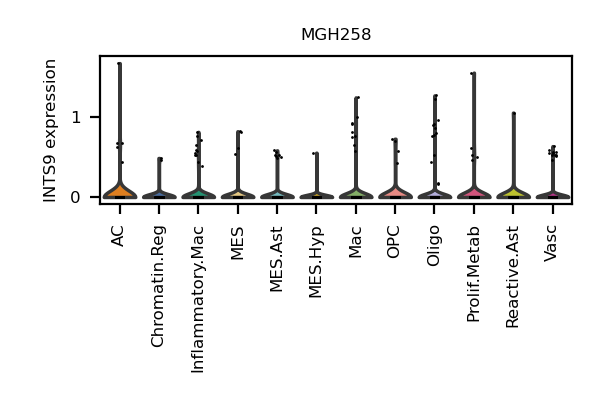 MGH258
INTS9 expression
1
0
AC
Chromatin.Reg
Inflammatory.Mac
MES
MES.Ast
MES.Hyp
Mac
OPC
Oligo
Prolif.Metab
Reactive.Ast
Vasc